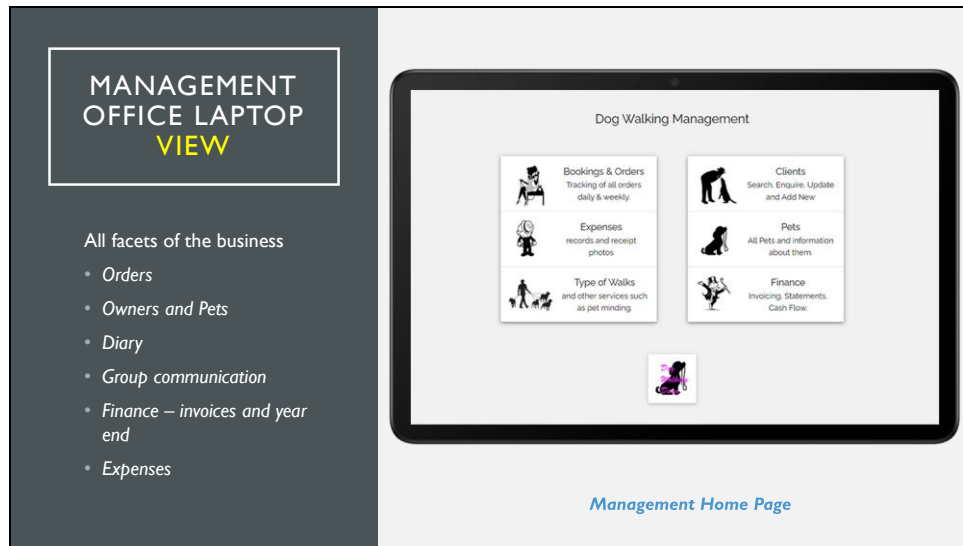 MANAGEMENT
OFFICE LAPTOP
VIEW
All facets of the business
• Orders
• Owners and Pets
• Diary
• Group communication
• Finance – invoices and year
end
• Expenses
Dog Walking Management
Bookings & Orders
Tracking of all orders
daily & weekly.
Expenses
records and receipt
photos
Type of Walks
and other services such
as pet minding.
Clients
Search, Enquire, Update
and Add New
Pets
All Pets and information
about them.
Finance
Invoicing, Statements,
Cash Flow.
Dog
Management Home Page